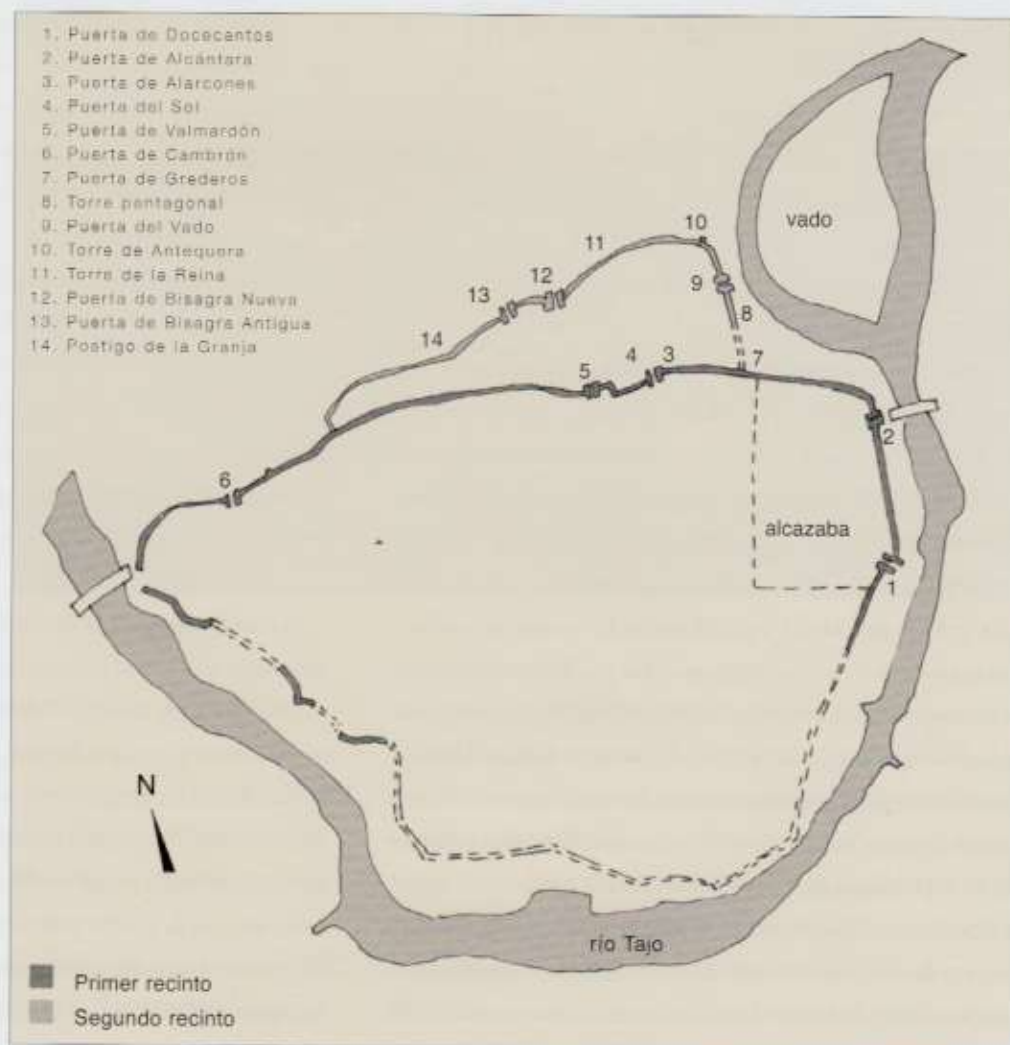 1. Puerta de Docecantos
2. Puerta de Alcántara
3. Puerta de Alarcones
4. Puerta del Sol
5. Puerta de Valmardón
6. Puerta de Cambrón
7. Puerta de Grederos
8. Torre pentagonal
9. Puerta del Vado
10. Torre de Antequera
11. Torre de la Reina
12. Puerta de Bisagra Nueva
13. Puerta de Bisagra Antigua
14. Postigo de la Granja
vado
10
11
12
9
13
8
14
4
3
7
5
2
6
alcazaba
1
N
río Tajo
Primer recinto
Segundo recinto